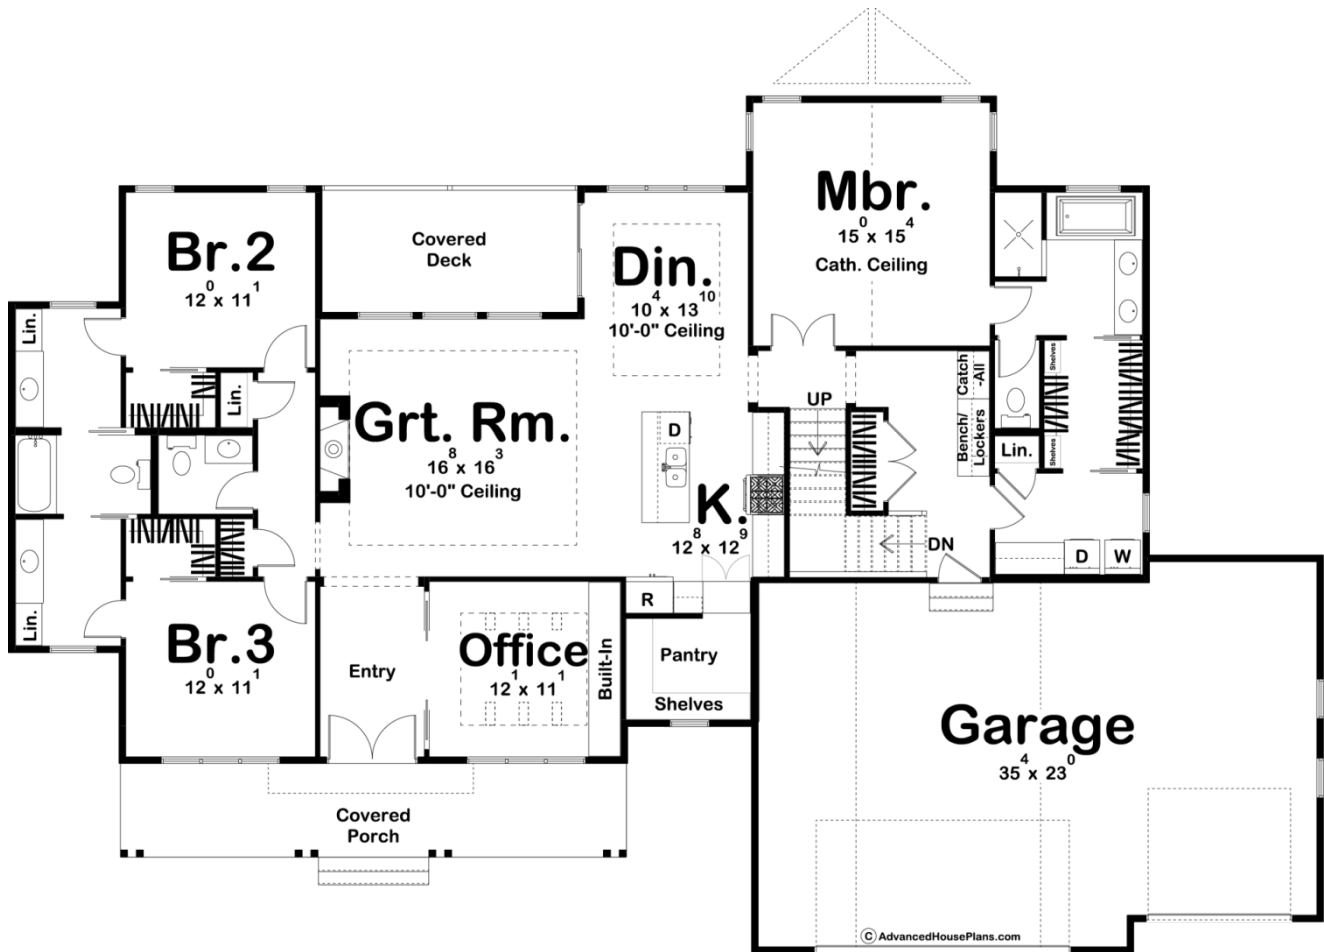 Mbr.
15⁰ x 15⁴
Cath. Ceiling
Br.2
12⁰ x 11¹
Covered
Deck
Din.
10⁴ x 13¹⁰
10'-0" Ceiling
Lin.
Lin.
Grt. Rm.
16⁸ x 16³
10'-0" Ceiling
UP
D
K.
12⁸ x 12⁹
DN
Catch
-All
Bench/
Lockers
Shelves
Shelves
Lin.
D
W
R
Lin.
Br.3
12⁰ x 11¹
Entry
Office
12¹ x 11¹
Built-In
Pantry
Shelves
Garage
35⁴ x 23⁰
Covered
Porch
© AdvancedHousePlans.com